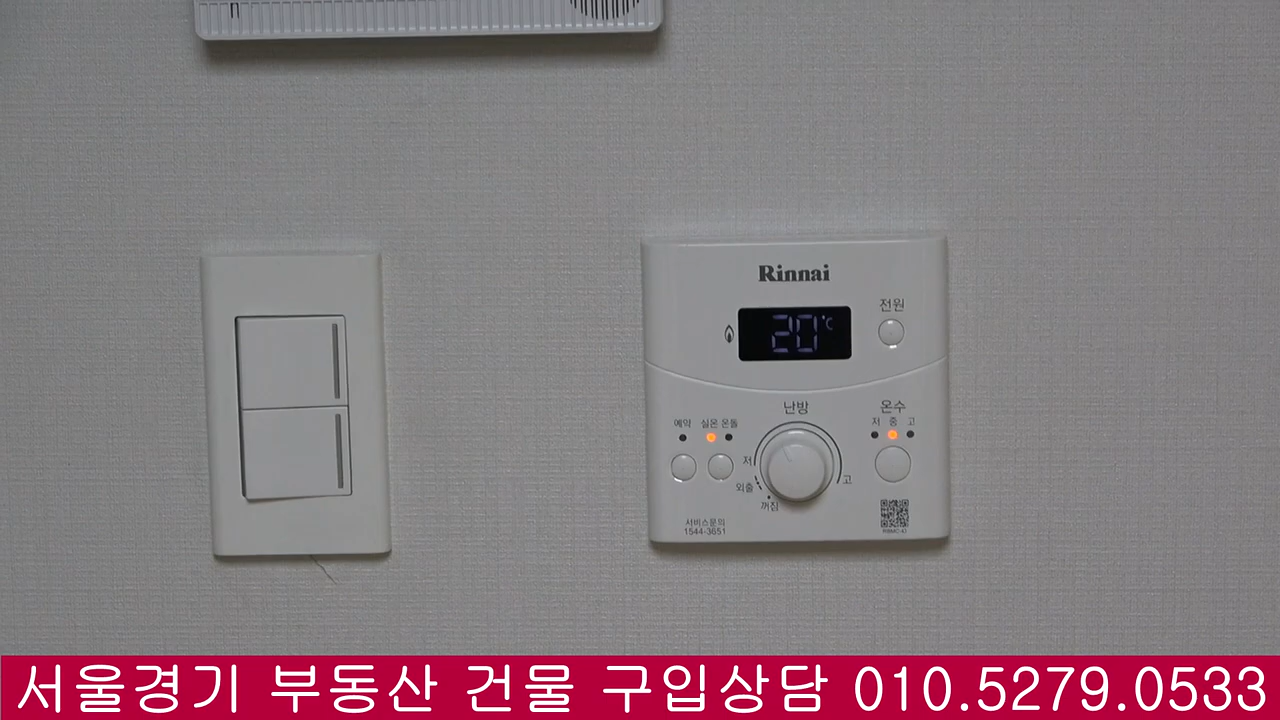 Rinnai
전원
20°C
난방
온수
예약 실온 온돌
저 중 고
저
고
외출
꺼짐
서비스문의
1544-3651
서울경기 부동산 건물 구입상담 010.5279.0533